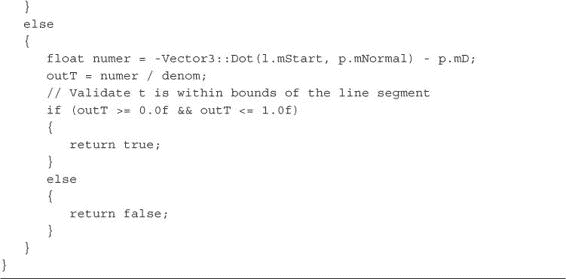 }
else
{
float numer = -Vector3::Dot(l.mStart, p.mNormal) - p.mD;
outT = numer / denom;
// Validate t is within bounds of the line segment
if (outT >= 0.0f && outT <= 1.0f)
{
return true;
}
else
{
return false;
}
}
}